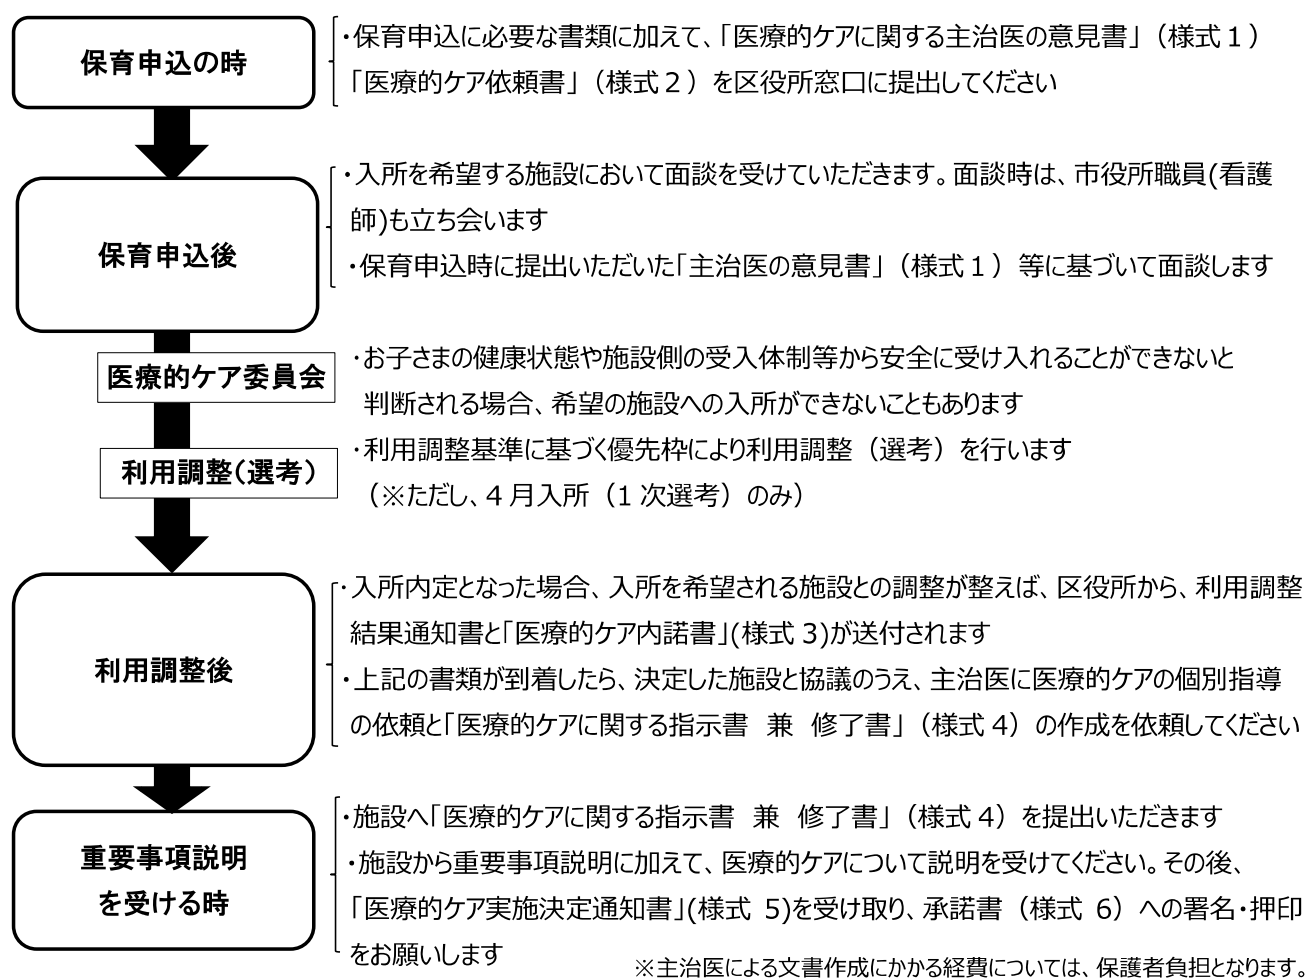 保育申込の時
・保育申込に必要な書類に加えて、「医療的ケアに関する主治医の意見書」（様式１）
「医療的ケア依頼書」（様式２）を区役所窓口に提出してください
保育申込後
・入所を希望する施設において面談を受けていただきます。面談時は、市役所職員(看護
師)も立ち会います
・保育申込時に提出いただいた「主治医の意見書」（様式１）等に基づいて面談します
医療的ケア委員会
・お子さまの健康状態や施設側の受入体制等から安全に受け入れることができないと
判断される場合、希望の施設への入所ができないこともあります
利用調整(選考)
・利用調整基準に基づく優先枠により利用調整（選考）を行います
（※ただし、４月入所（１次選考）のみ）
利用調整後
・入所内定となった場合、入所を希望される施設との調整が整えば、区役所から、利用調整
結果通知書と「医療的ケア内諾書」(様式 3)が送付されます
・上記の書類が到着したら、決定した施設と協議のうえ、主治医に医療的ケアの個別指導
の依頼と「医療的ケアに関する指示書　兼　修了書」（様式４）の作成を依頼してください
重要事項説明
を受ける時
・施設へ「医療的ケアに関する指示書　兼　修了書」（様式４）を提出いただきます
・施設から重要事項説明に加えて、医療的ケアについて説明を受けてください。その後、
「医療的ケア実施決定通知書」(様式 5)を受け取り、承諾書（様式 6）への署名・押印
をお願いします
※主治医による文書作成にかかる経費については、保護者負担となります。